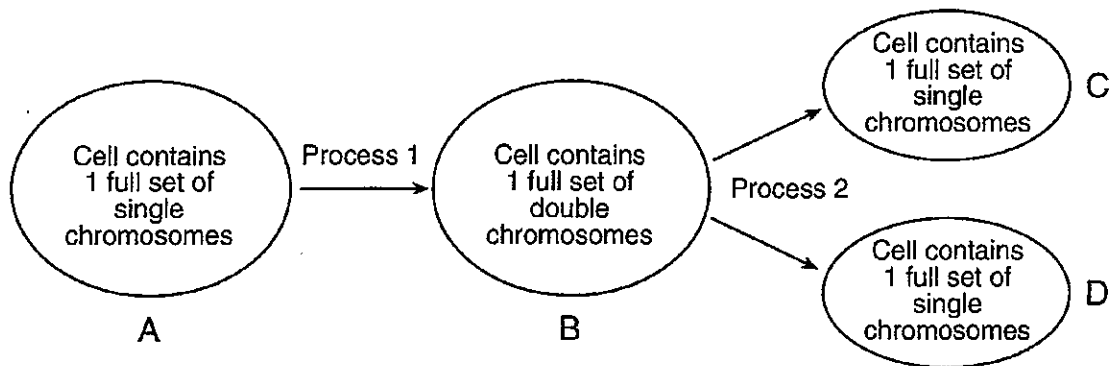 Cell contains
1 full set of
single
chromosomes
A
Process 1
Cell contains
1 full set of
double
chromosomes
B
Process 2
Cell contains
1 full set of
single
chromosomes
C
Cell contains
1 full set of
single
chromosomes
D